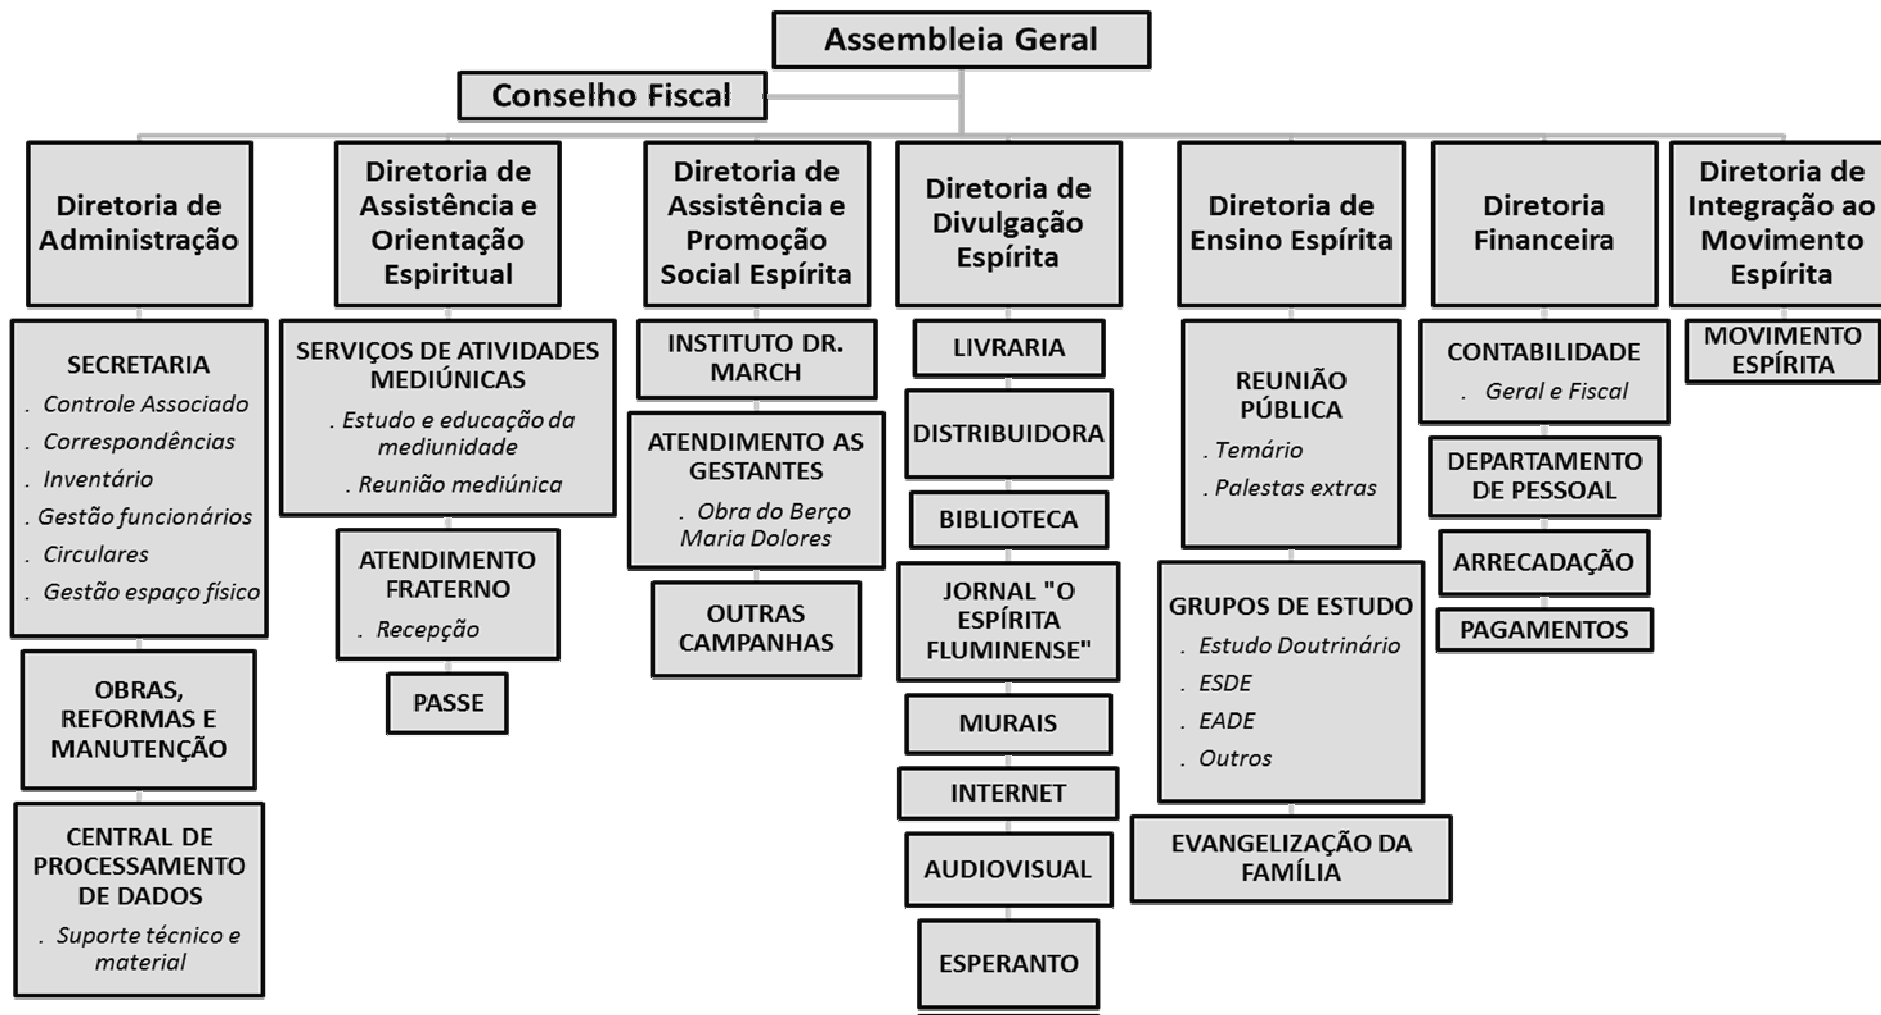 Assembleia Geral
Conselho Fiscal
Diretoria de
Administração
SECRETARIA
. Controle Associado
. Correspondências
. Inventário
. Gestão funcionários
. Circulares
. Gestão espaço físico
OBRAS,
REFORMAS E
MANUTENÇÃO
CENTRAL DE
PROCESSAMENTO
DE DADOS
. Suporte técnico e
material
Diretoria de
Assistência e
Orientação
Espiritual
SERVIÇOS DE ATIVIDADES
MEDIÚNICAS
. Estudo e educação da
mediunidade
. Reunião mediúnica
ATENDIMENTO
FRATERNO
. Recepção
PASSE
Diretoria de
Assistência e
Promoção
Social Espírita
INSTITUTO DR.
MARCH
ATENDIMENTO AS
GESTANTES
. Obra do Berço
Maria Dolores
OUTRAS
CAMPANHAS
Diretoria de
Divulgação
Espírita
LIVRARIA
DISTRIBUIDORA
BIBLIOTECA
JORNAL "O
ESPÍRITA
FLUMINENSE"
MURAIS
INTERNET
AUDIOVISUAL
ESPERANTO
Diretoria de
Ensino Espírita
REUNIÃO
PÚBLICA
. Temário
. Palestas extras
GRUPOS DE ESTUDO
. Estudo Doutrinário
. ESDE
. EADE
. Outros
EVANGELIZAÇÃO DA
FAMÍLIA
Diretoria
Financeira
CONTABILIDADE
. Geral e Fiscal
DEPARTAMENTO
DE PESSOAL
ARRECADAÇÃO
PAGAMENTOS
Diretoria de
Integração ao
Movimento
Espírita
MOVIMENTO
ESPÍRITA